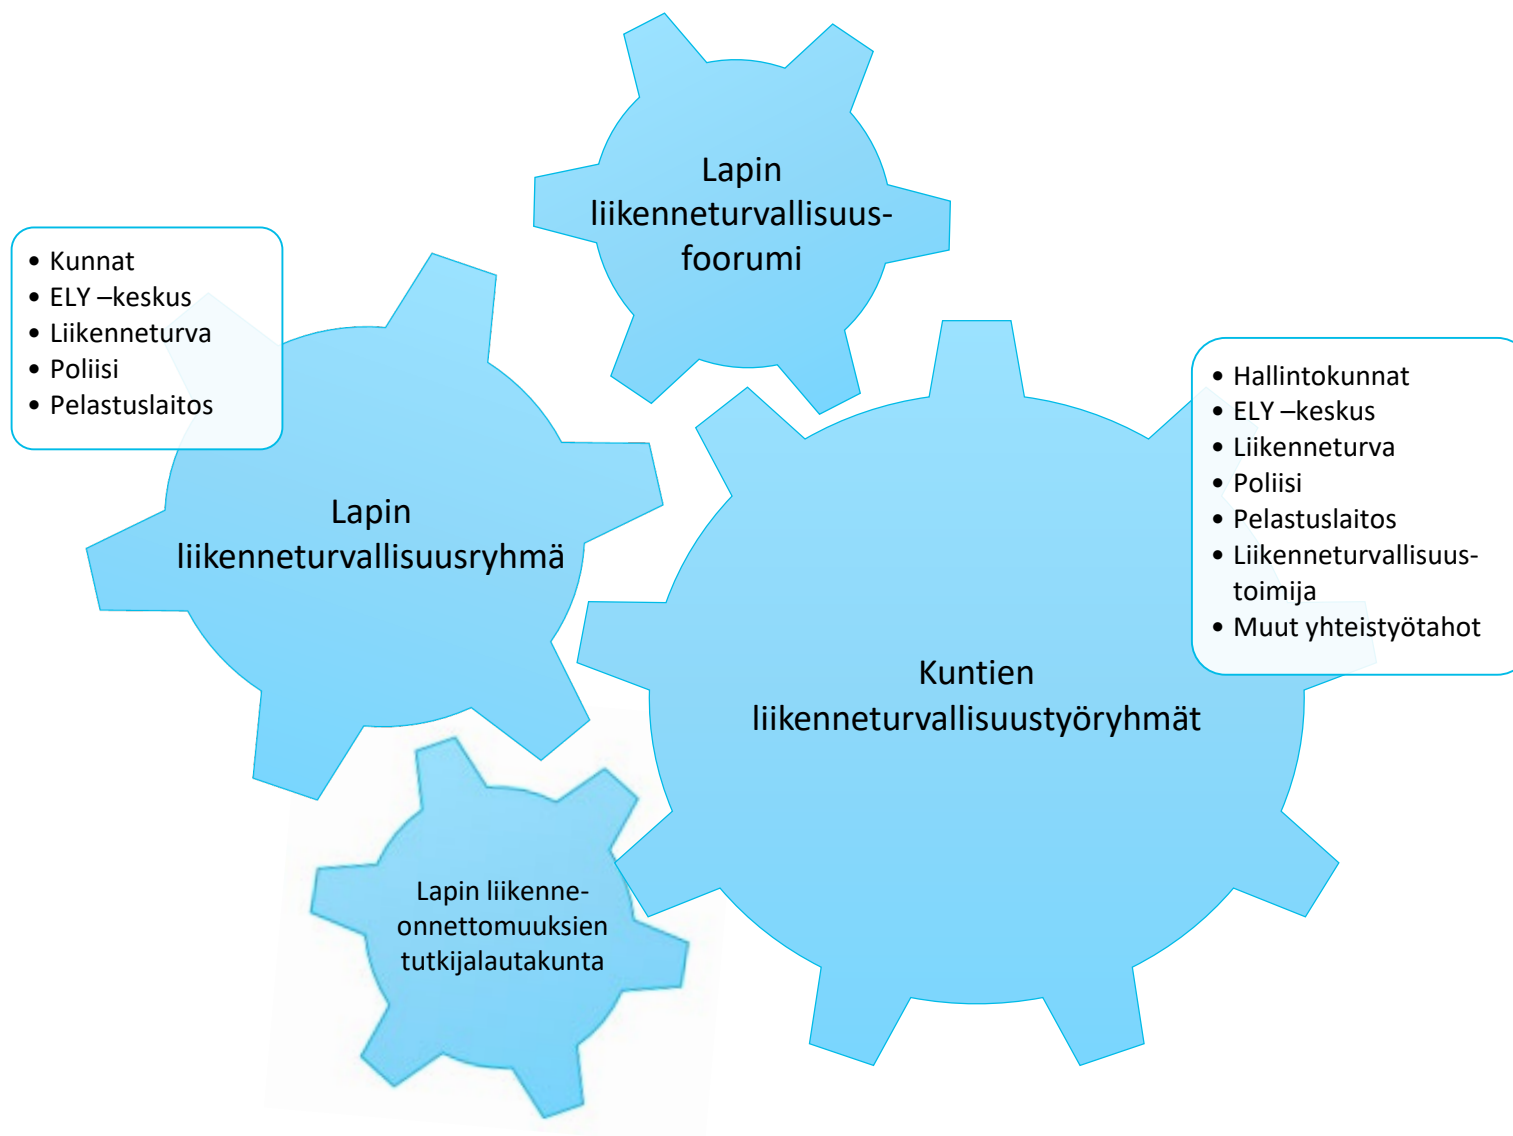 Lapin
liikenneturvallisuus-
foorumi
• Kunnat
• ELY –keskus
• Liikenneturva
• Poliisi
• Pelastuslaitos
Lapin
liikenneturvallisuusryhmä
• Hallintokunnat
• ELY –keskus
• Liikenneturva
• Poliisi
• Pelastuslaitos
• Liikenneturvallisuus-
toimija
• Muut yhteistyötahot
Kuntien
liikenneturvallisuustyöryhmät
Lapin liikenne-
onnettomuuksien
tutkijalautakunta